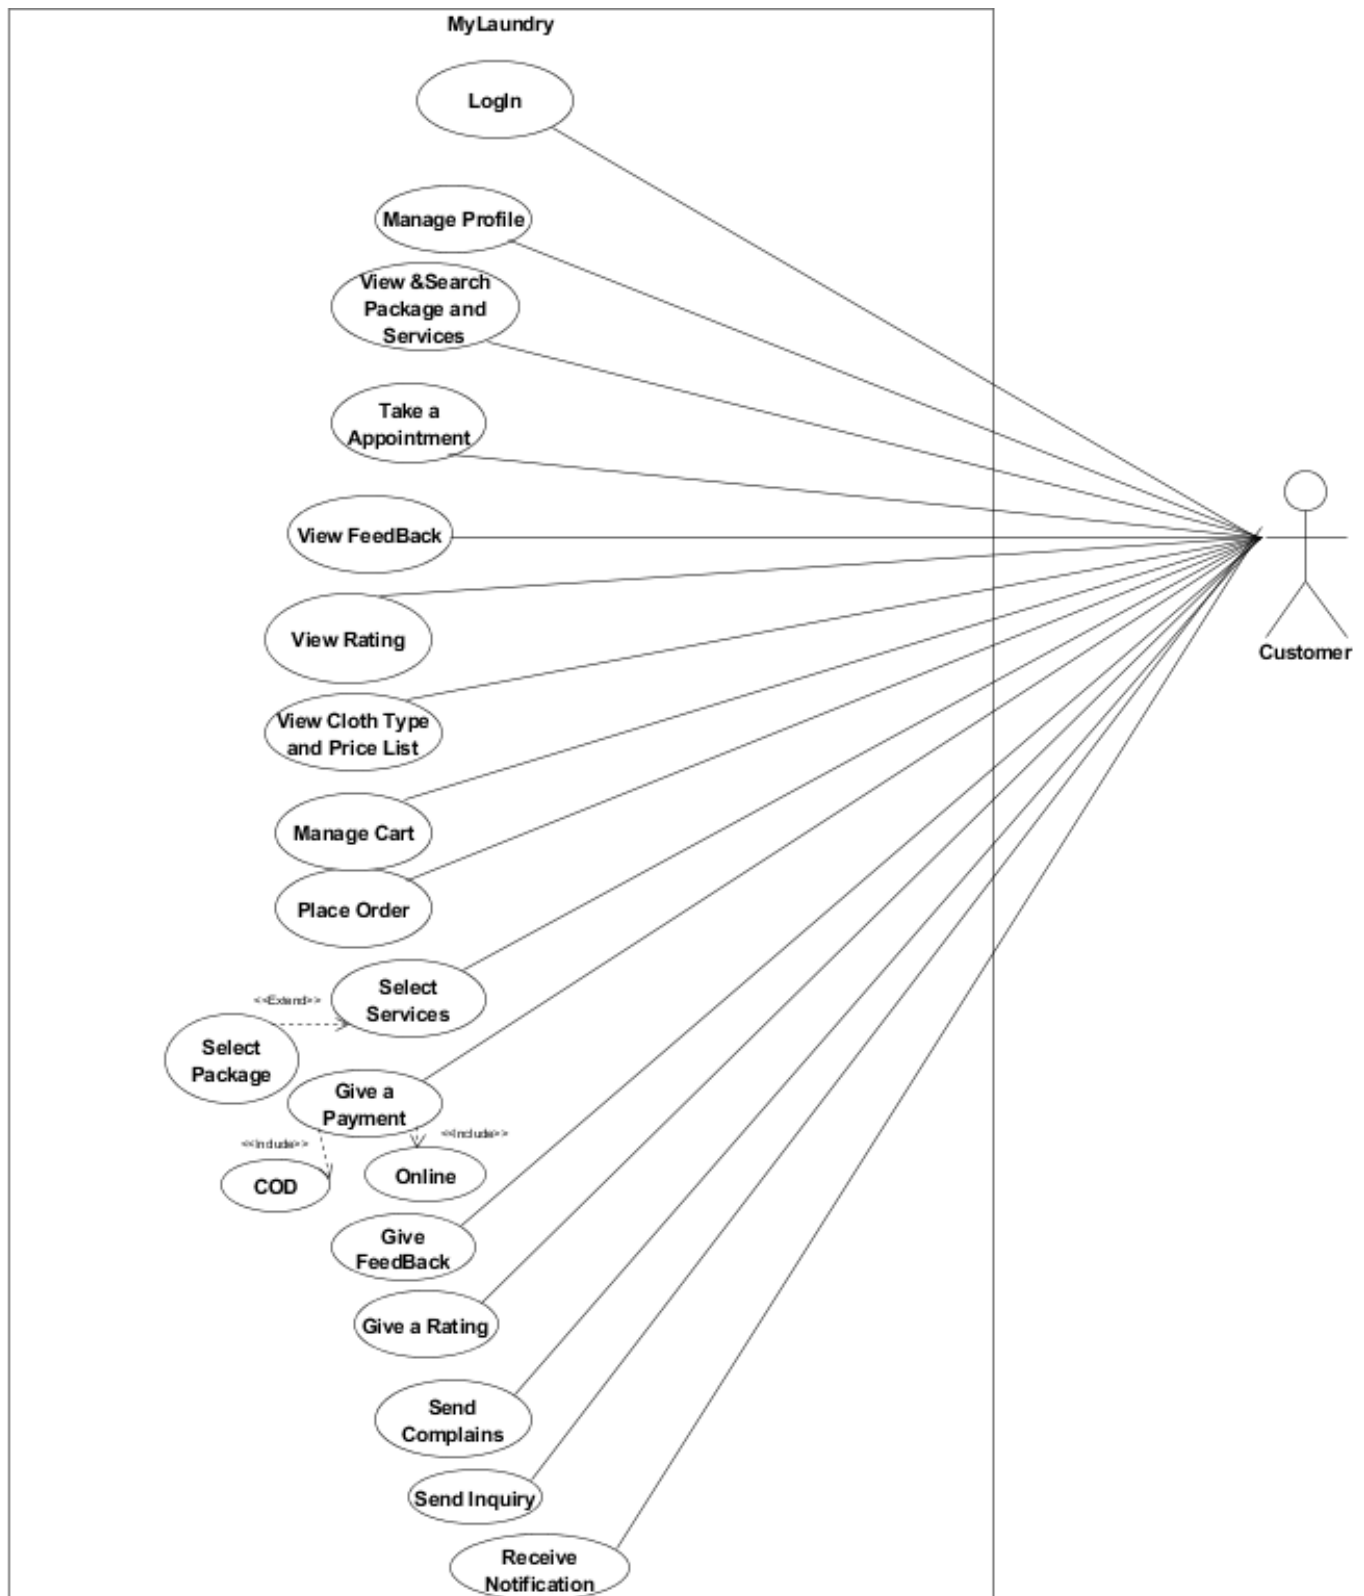 MyLaundry
LogIn
Manage Profile
View &Search
Package and
Services
Take a
Appointment
View FeedBack
View Rating
Customer
View Cloth Type
and Price List
Manage Cart
Place Order
Select
Services
<<Extend>>
Select
Package
Give a
Payment
<<Include>>
<<Include>>
COD
Online
Give
FeedBack
Give a Rating
Send
Complains
Send Inquiry
Receive
Notification